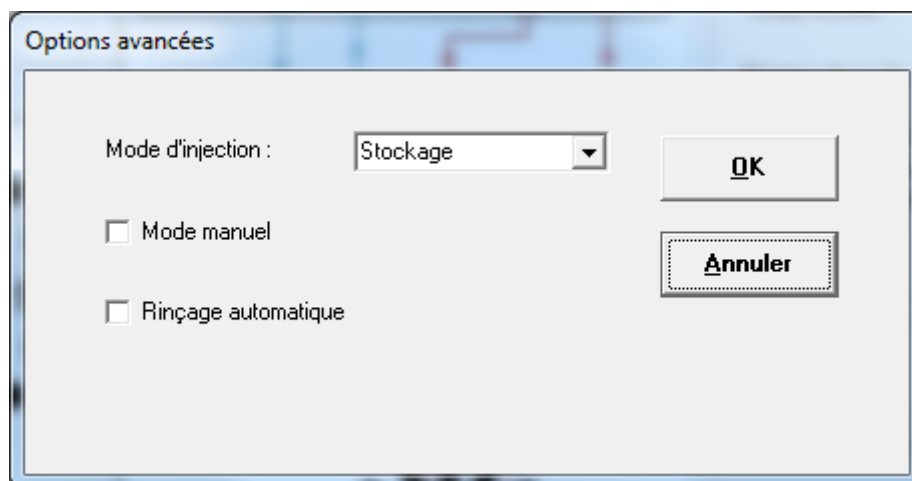 Options avancées
Mode d'injection :
Stockage
OK
Mode manuel
Annuler
Rinçage automatique